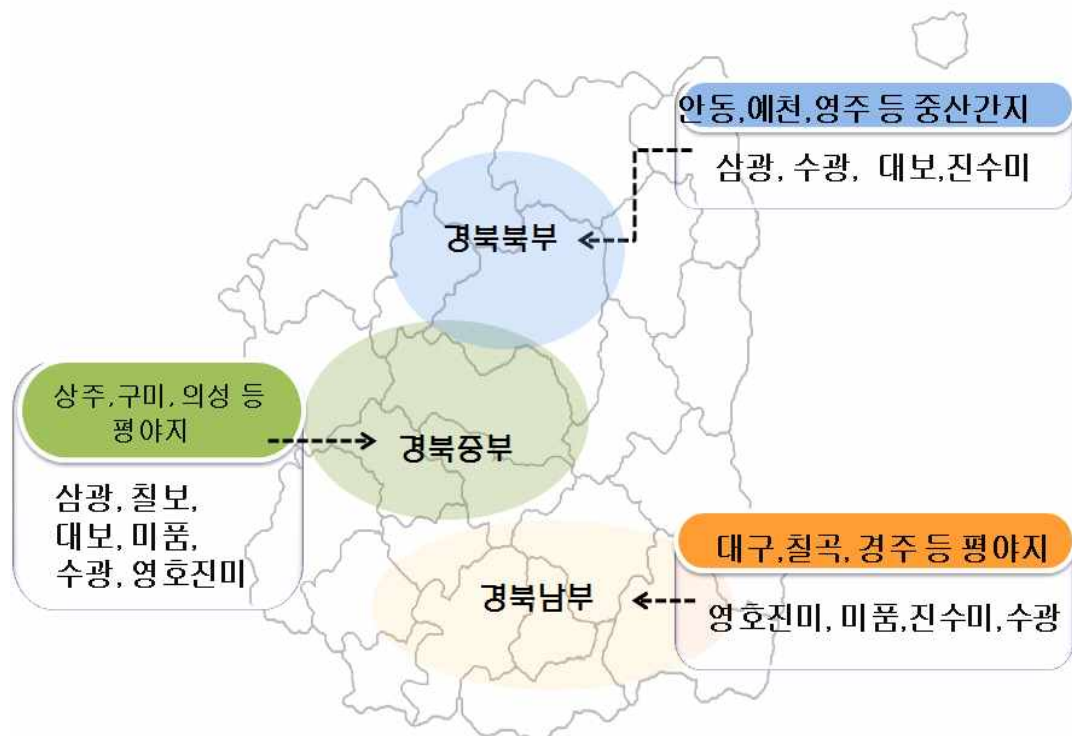 안동,예천,영주 등 중산간지
삼광, 수광, 대보,진수미
경북북부
상주,구미,의성 등
평야지
삼광, 칠보,
대보, 미품,
수광, 영호진미
경북중부
대구,칠곡,경주 등 평야지
영호진미, 미품,진수미,수광
경북남부